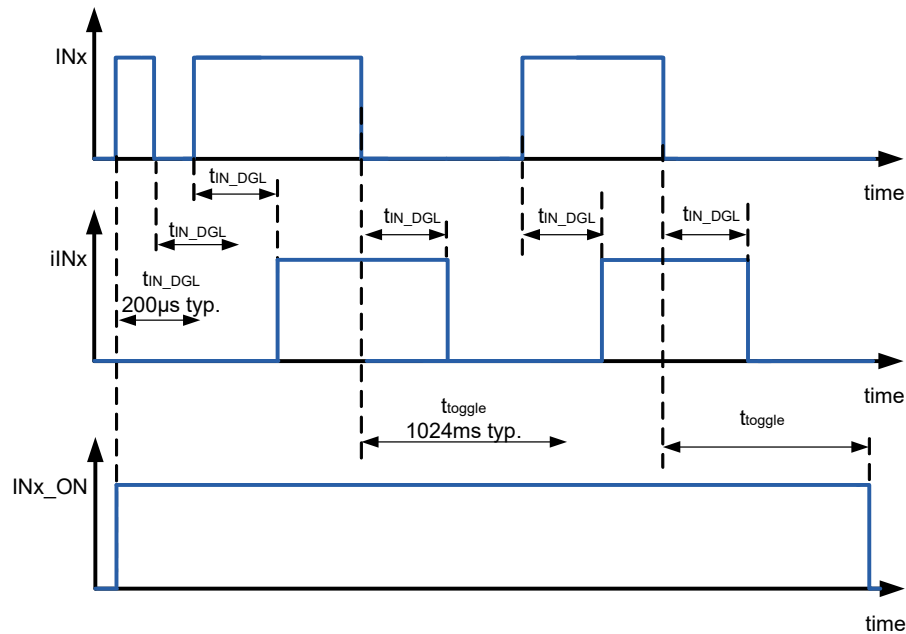 INx
time
tIN_DGL
tIN_DGL
tIN_DGL
tIN_DGL
tIN_DGL
iINx
tIN_DGL
200µs typ.
time
ttoggle
1024ms typ.
ttoggle
INx_ON
time